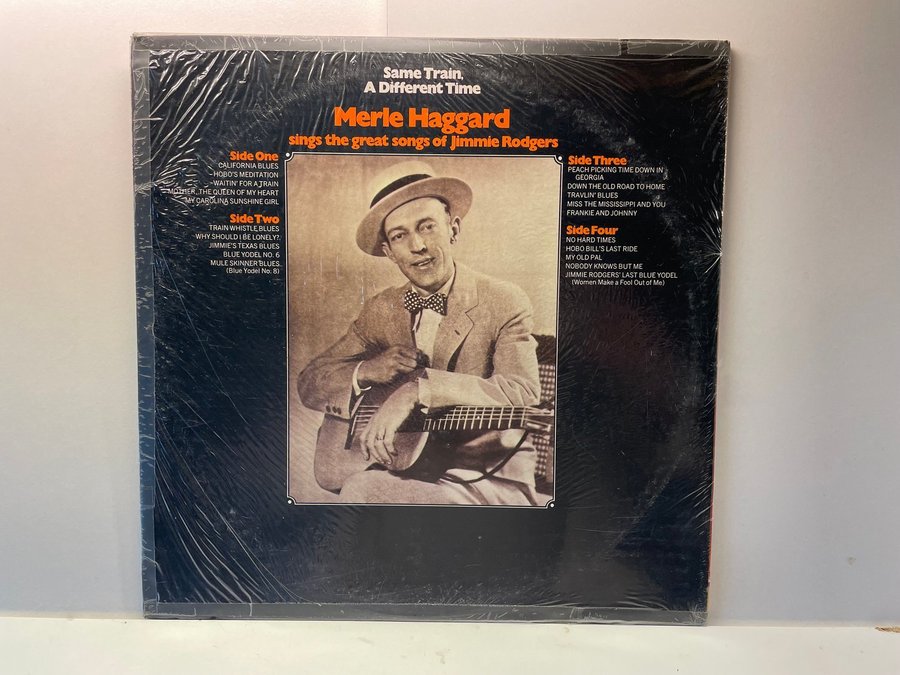 Same Train,
A Different Time
Merle Haggard
sings the great songs of Jimmie Rodgers
Side One
CALIFORNIA BLUES
HOBO'S MEDITATION
WAITIN' FOR A TRAIN
MOTHER, THE QUEEN OF MY HEART
MY CAROLINA SUNSHINE GIRL
Side Two
TRAIN WHISTLE BLUES
WHY SHOULD I BE LONELY?
JIMMIE'S TEXAS BLUES
BLUE YODEL NO. 6
MULE SKINNER BLUES
(Blue Yodel No. 8)
Side Three
PEACH PICKING TIME DOWN IN
GEORGIA
DOWN THE OLD ROAD TO HOME
TRAVLIN' BLUES
MISS THE MISSISSIPPI AND YOU
FRANKIE AND JOHNNY
Side Four
NO HARD TIMES
HOBO BILL'S LAST RIDE
MY OLD PAL
NOBODY KNOWS BUT ME
JIMMIE RODGERS' LAST BLUE YODEL
(Women Make a Fool Out of Me)